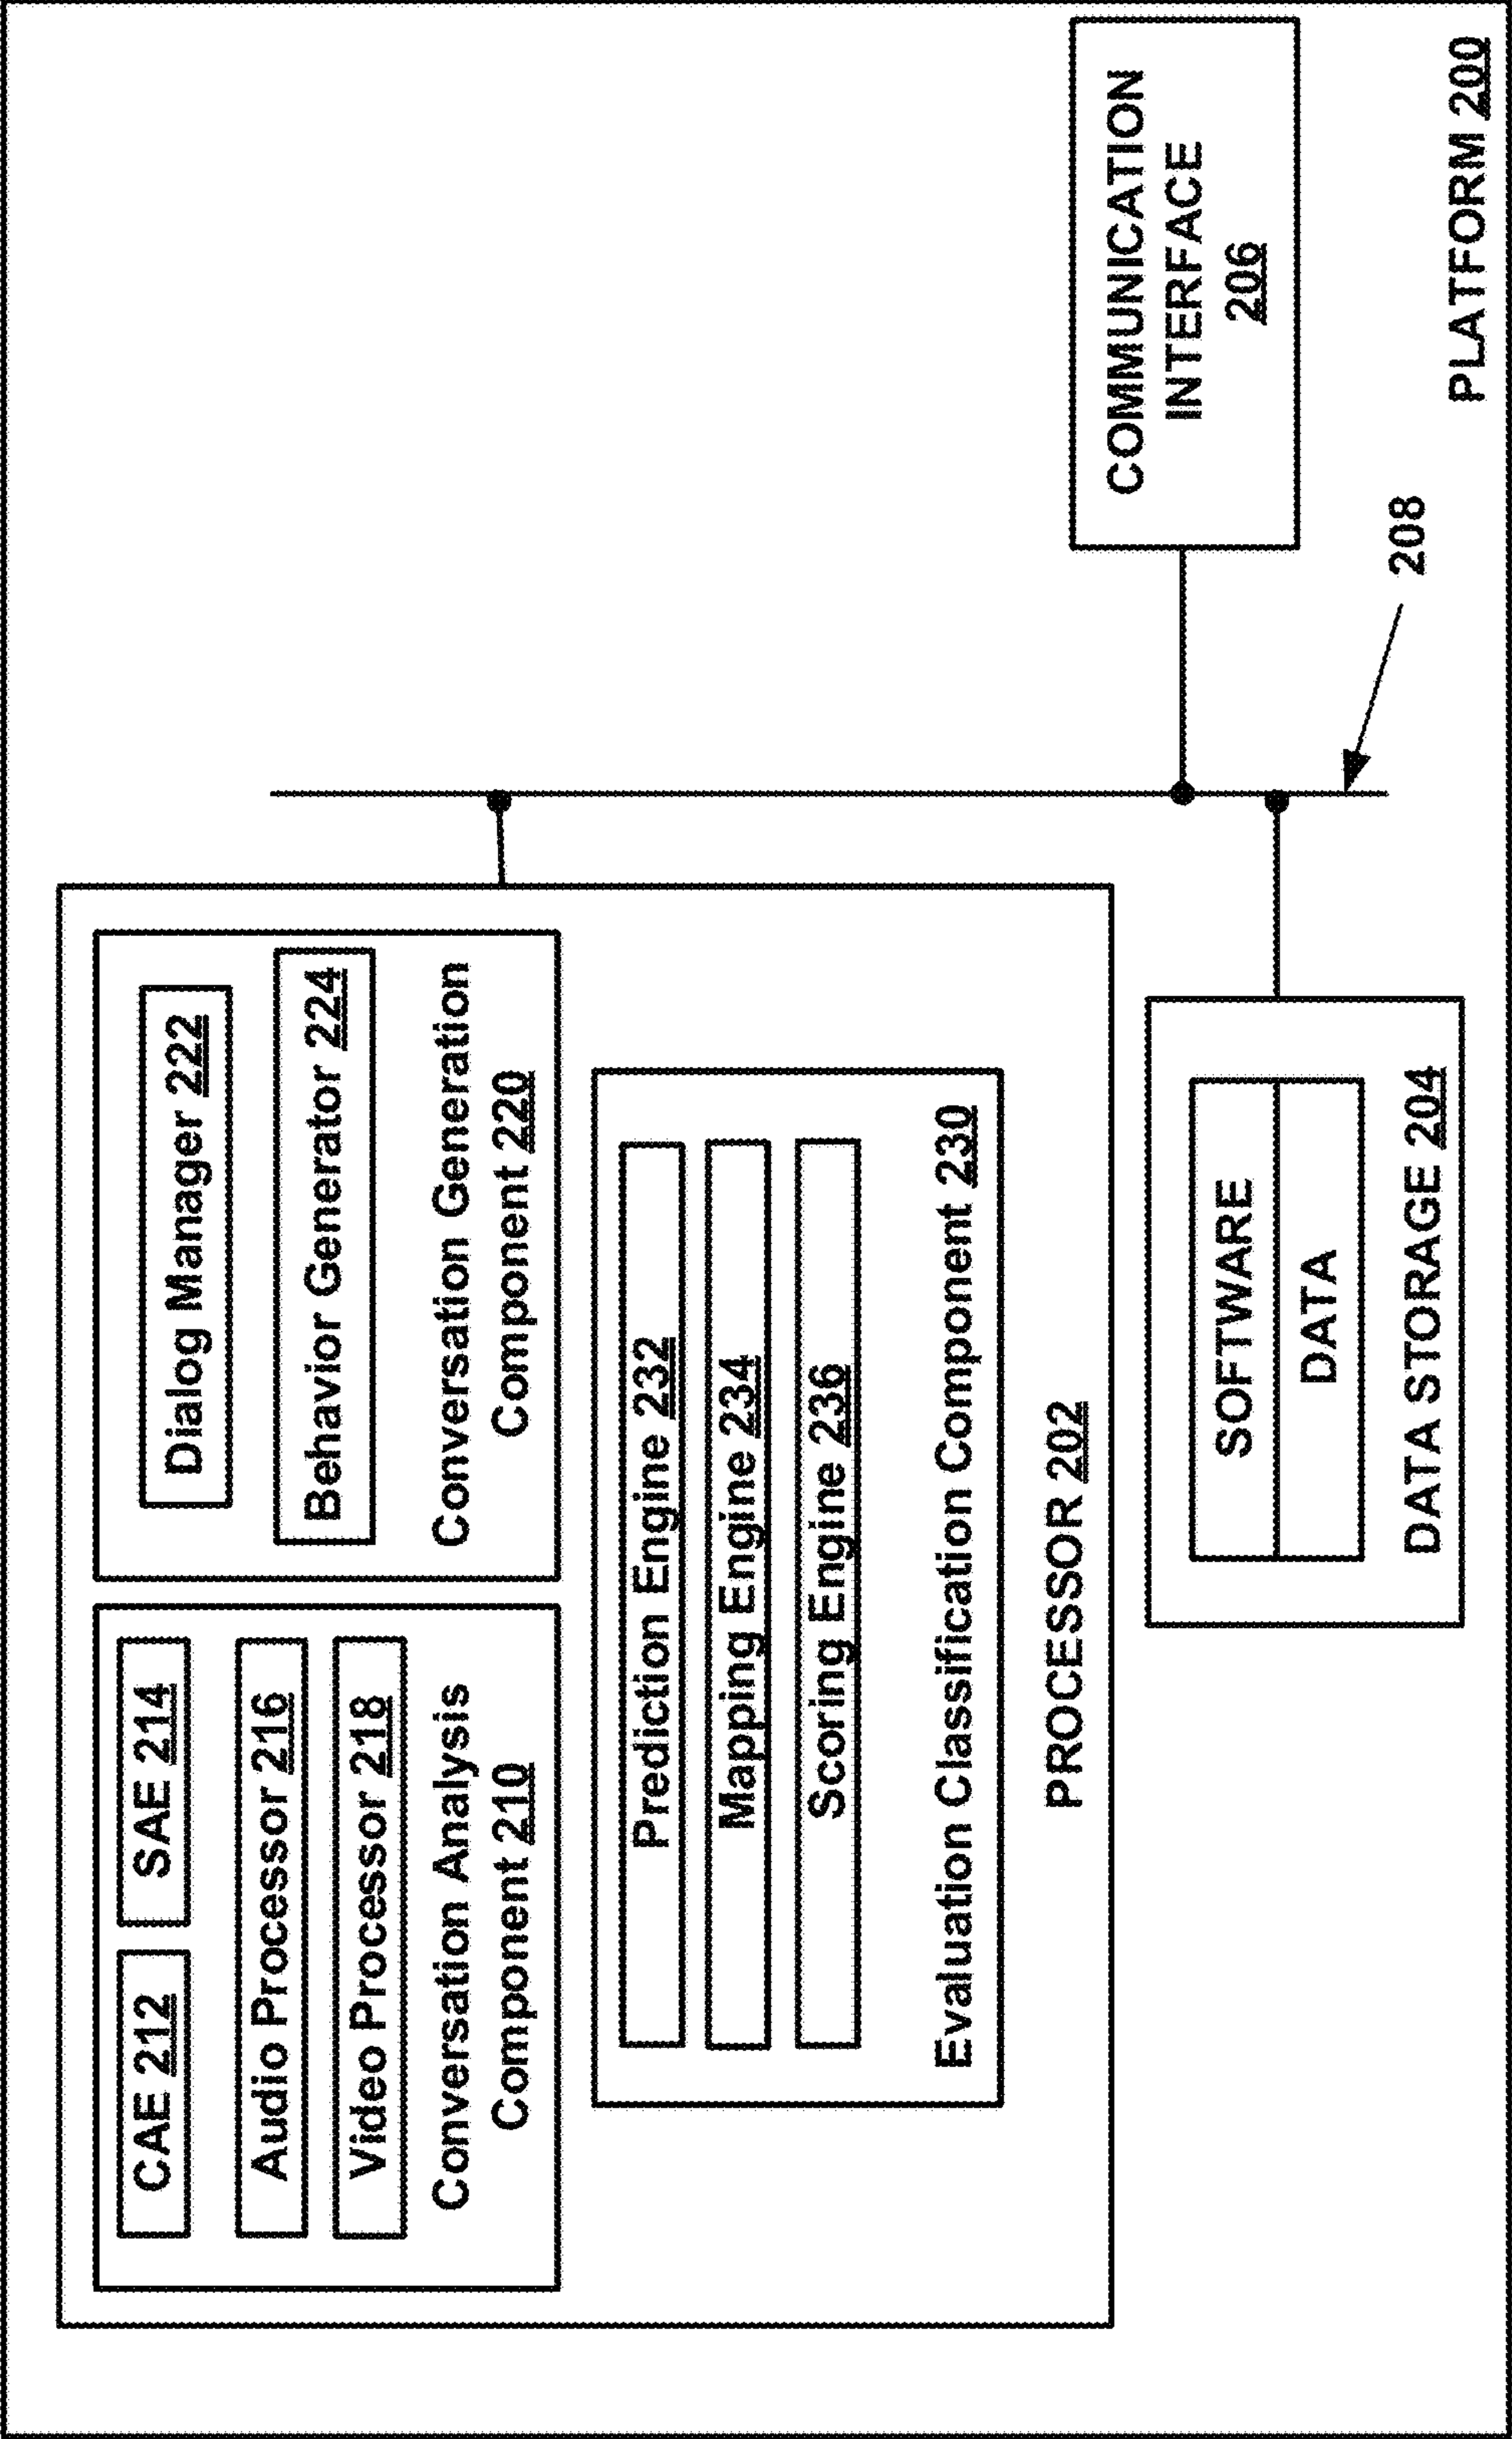 CAE 212
SAE 214
Audio Processor 216
Video Processor 218
Conversation Analysis
Component 210
Dialog Manager 222
Behavior Generator 224
Conversation Generation
Component 220
Prediction Engine 232
Mapping Engine 234
Scoring Engine 236
Evaluation Classification Component 230
PROCESSOR 202
SOFTWARE
DATA
DATA STORAGE 204
COMMUNICATION
INTERFACE
206
208
PLATFORM 200